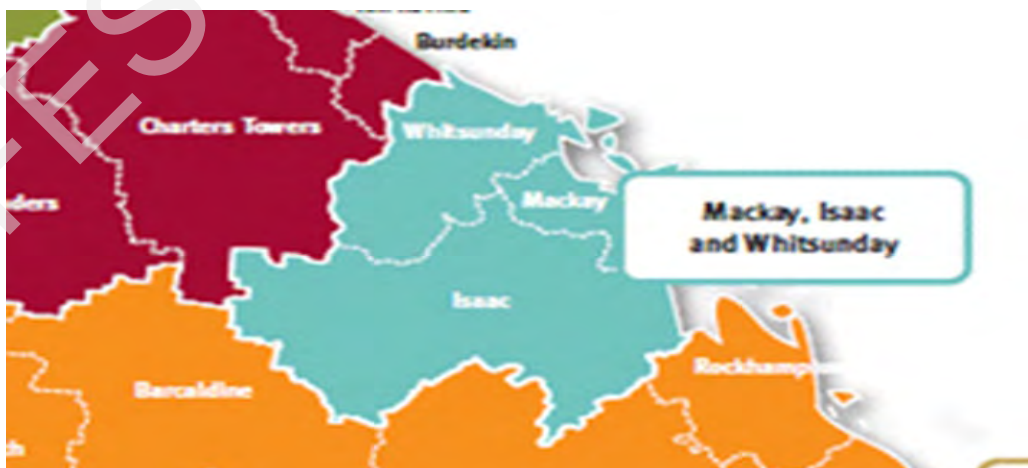 Burdekin
Charters Towers
Whitsunday
Mackay
Mackay, Isaac
and Whitsunday
Isaac
Barcaldine